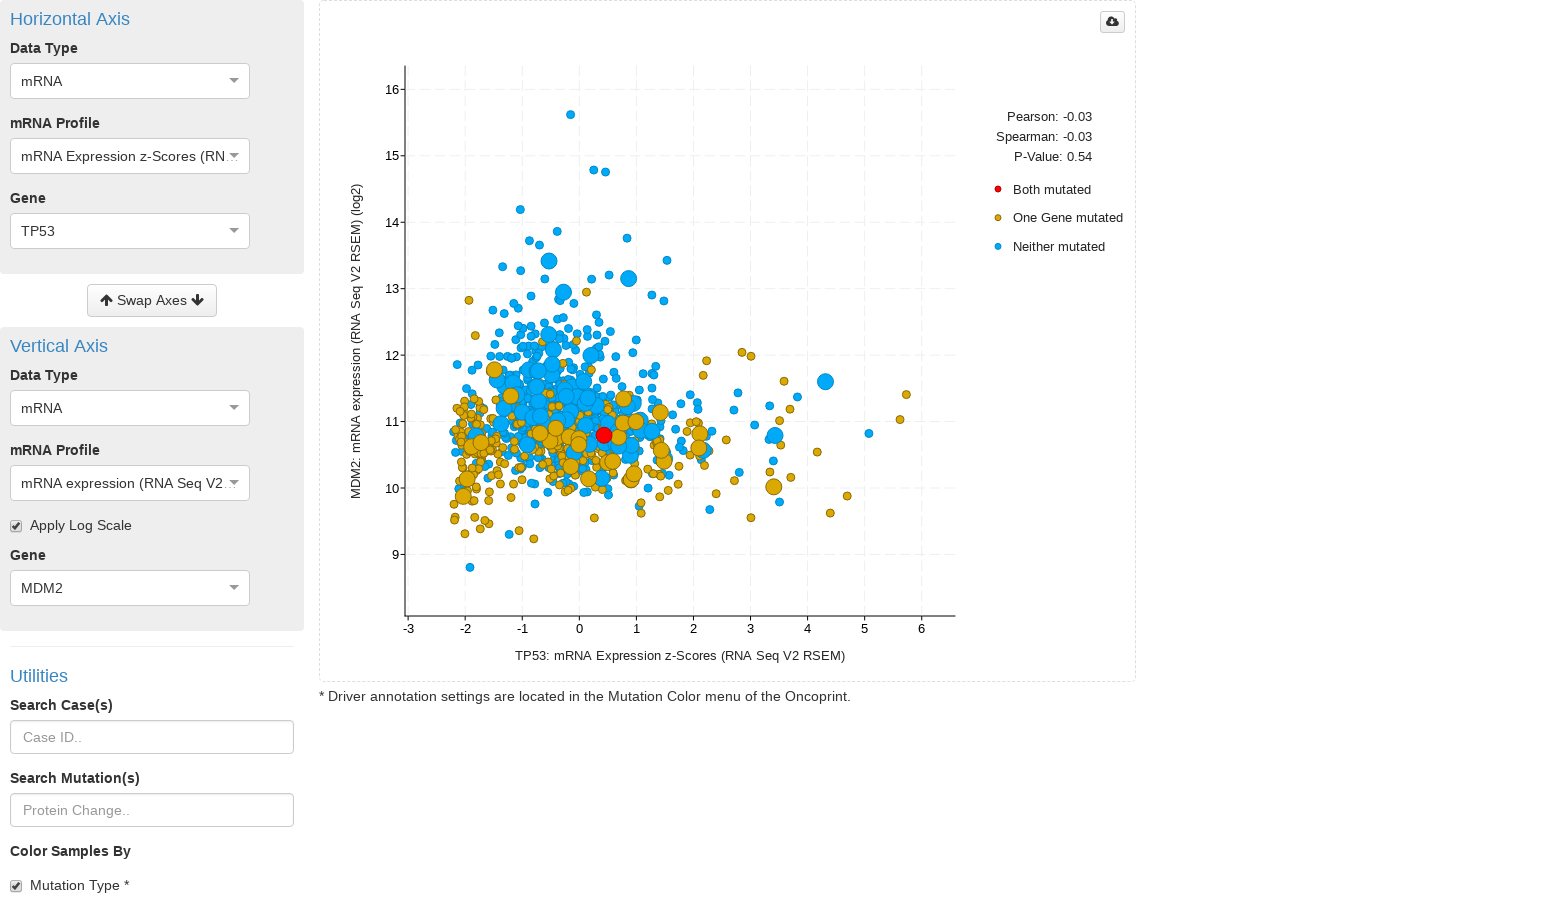 Horizontal Axis
Data Type
mRNA
mRNA Profile
mRNA Expression z-Scores (RN...
Gene
TP53
Swap Axes
Vertical Axis
Data Type
mRNA
mRNA Profile
mRNA expression (RNA Seq V2...
Apply Log Scale
Gene
MDM2
Utilities
Search Case(s)
Case ID..
Search Mutation(s)
Protein Change..
Color Samples By
Mutation Type *
MDM2: mRNA expression (RNA Seq V2 RSEM) (log2)
16
15
14
13
12
11
10
9
-3 -2 -1 0 1 2 3 4 5 6
TP53: mRNA Expression z-Scores (RNA Seq V2 RSEM)
Pearson: -0.03
Spearman: -0.03
P-Value: 0.54
Both mutated
One Gene mutated
Neither mutated
* Driver annotation settings are located in the Mutation Color menu of the Oncoprint.